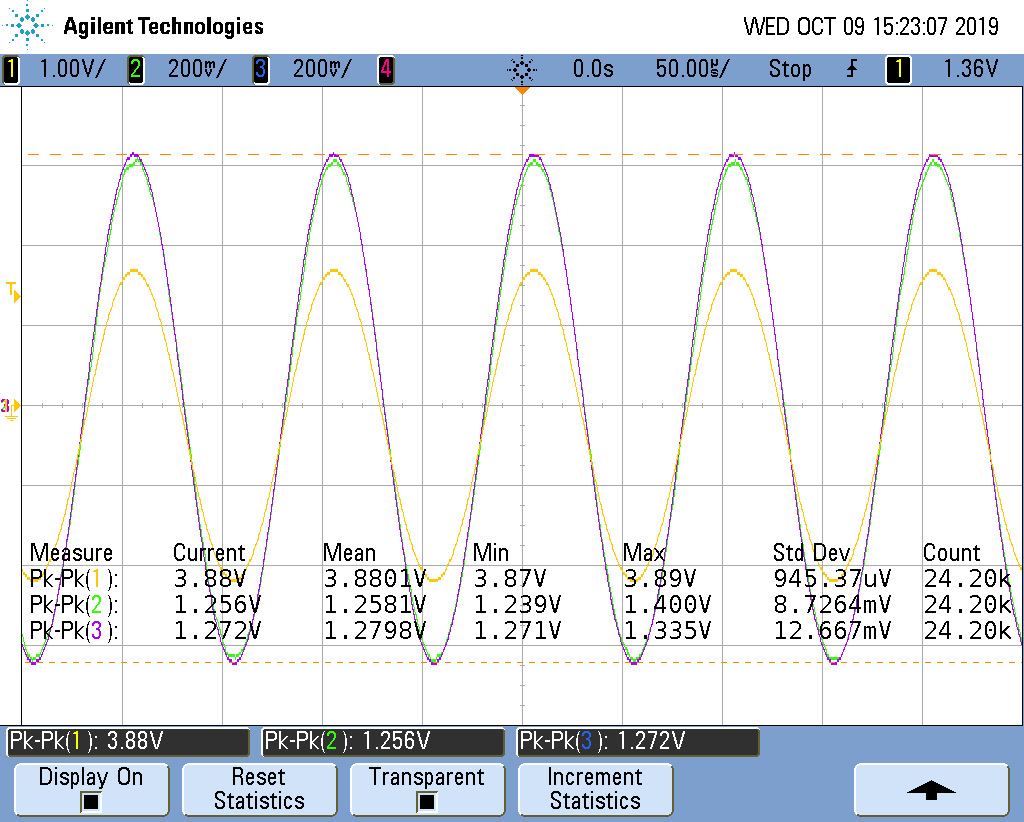 Agilent Technologies
WED OCT 09 15:23:07 2019
1 1.00V/ 2 200mV/ 3 200mV/ 4 0.0s 50.00us/ Stop 1 1.36V
T
3
Measure Current Mean Min Max Std Dev Count
Pk-Pk(1): 3.88V 3.8801V 3.87V 3.89V 945.37uV 24.20k
Pk-Pk(2): 1.256V 1.2581V 1.239V 1.400V 8.7264mV 24.20k
Pk-Pk(3): 1.272V 1.2798V 1.271V 1.335V 12.667mV 24.20k
Pk-Pk(1): 3.88V Pk-Pk(2): 1.256V Pk-Pk(3): 1.272V
Display On Reset Statistics Transparent Increment Statistics